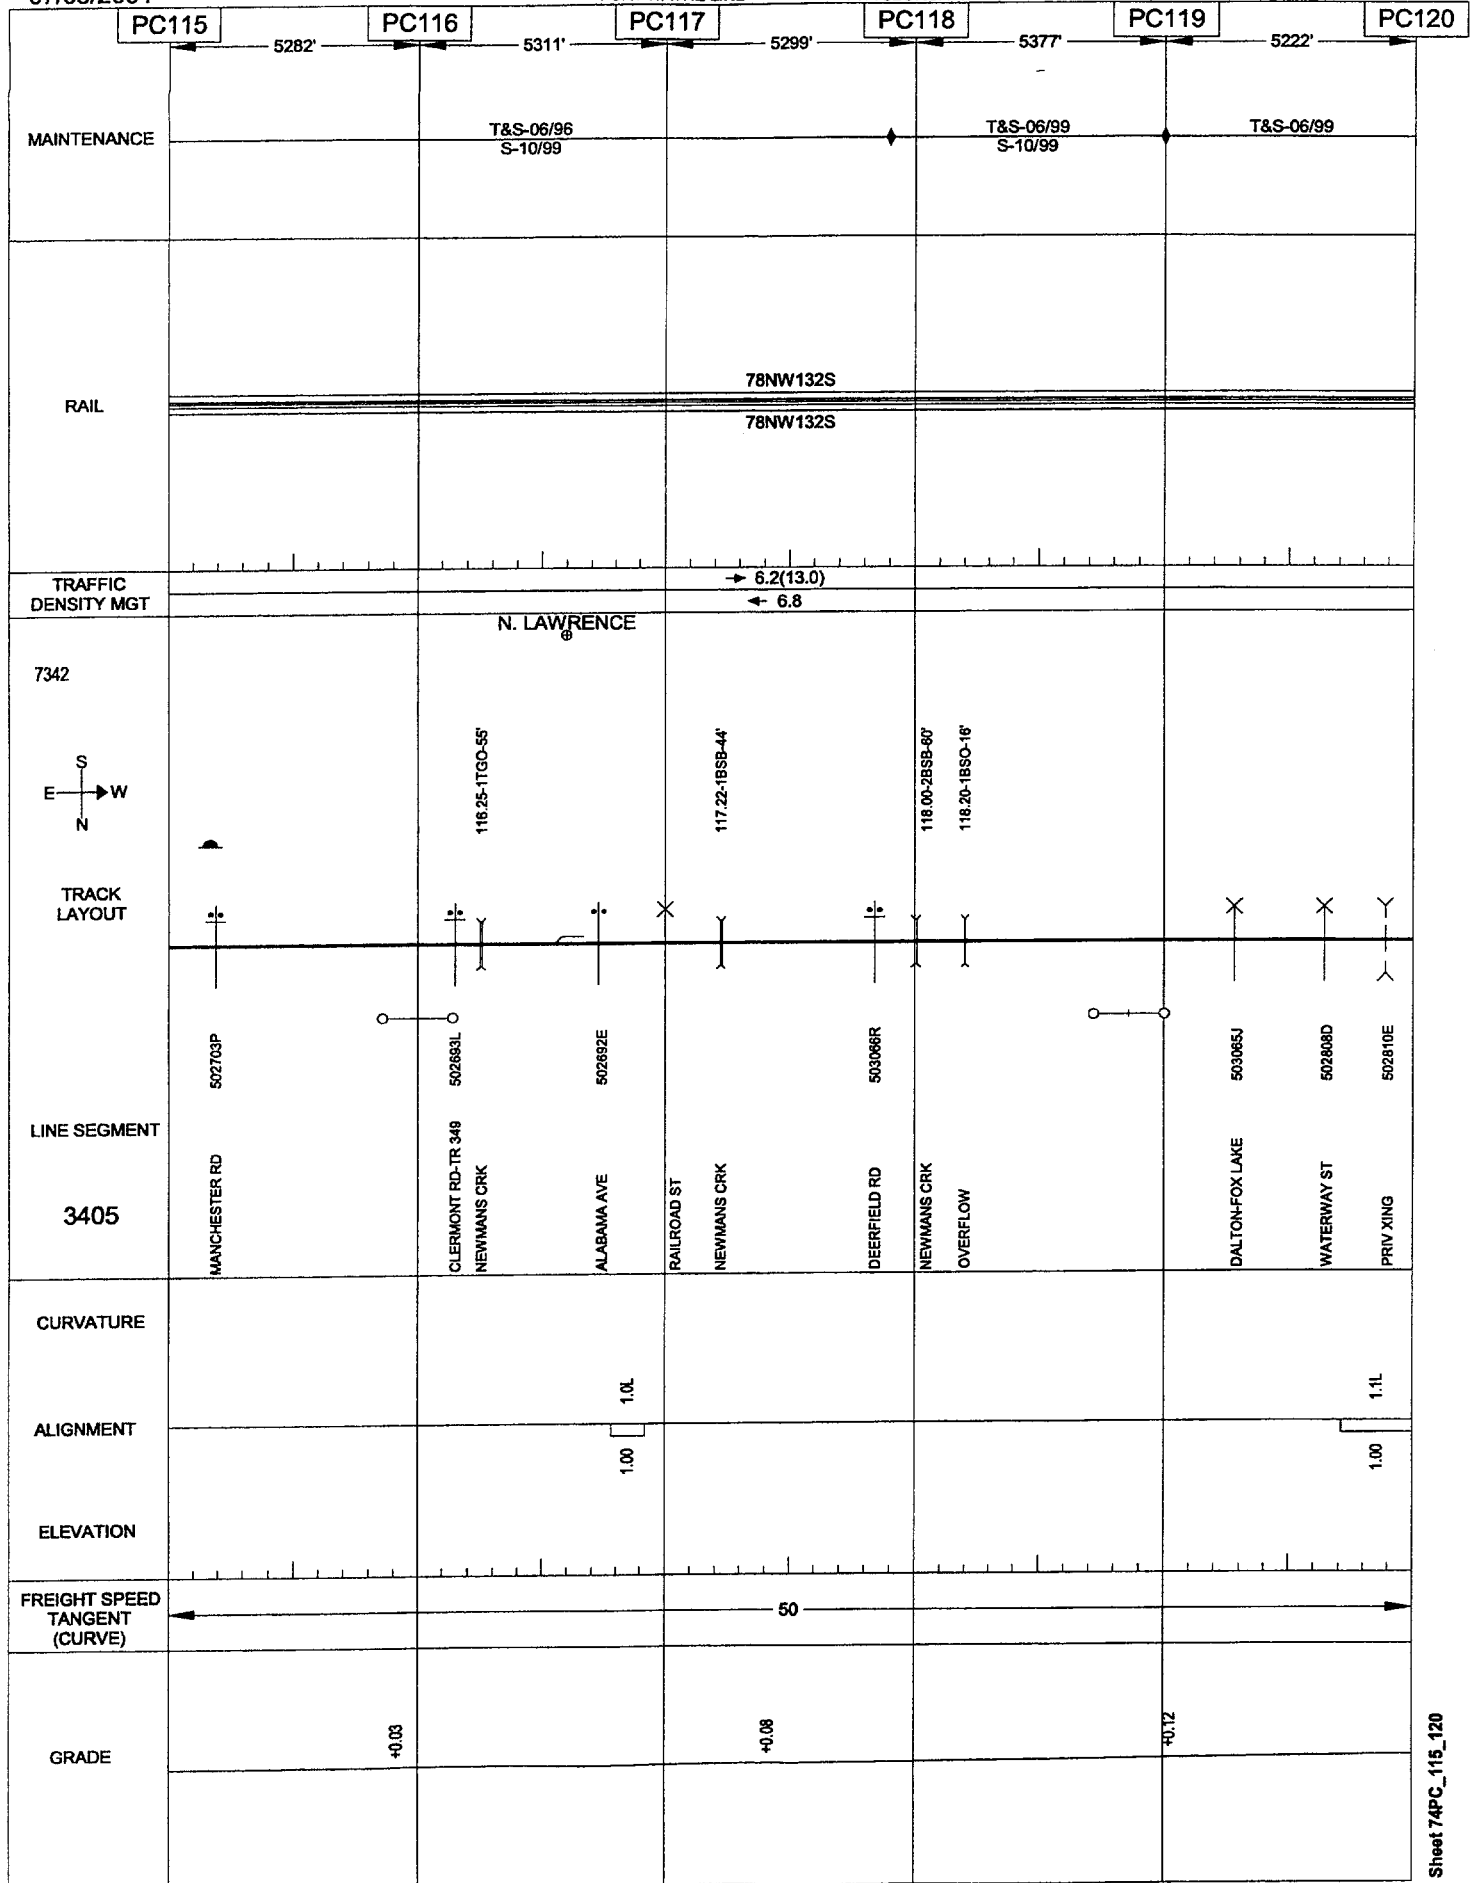 PC115 PC116 PC117 PC118 PC119 PC120
5282' 5311' 5299' 5377' 5222'
MAINTENANCE
T&S-06/96
S-10/99
T&S-06/99
S-10/99
T&S-06/99
RAIL
78NW132S
78NW132S
TRAFFIC
DENSITY MGT
6.2(13.0)
6.8
N. LAWRENCE
7342
S
E W
N
116.25-1TGO-55'
117.22-1BSB-44'
118.00-2BSB-60'
118.20-1BSO-16'
TRACK
LAYOUT
502703P
502693L
502692E
503066R
503065J
502808D
502810E
LINE SEGMENT
3405
MANCHESTER RD
CLERMONT RD-TR 349
NEWMANS CRK
ALABAMA AVE
RAILROAD ST
NEWMANS CRK
DEERFIELD RD
NEWMANS CRK
OVERFLOW
DALTON-FOX LAKE
WATERWAY ST
PRIV XING
CURVATURE
1.0L
1.1L
ALIGNMENT
1.00
1.00
ELEVATION
FREIGHT SPEED
TANGENT
(CURVE)
50
GRADE
+0.03
+0.08
+0.12
Sheet 74PC_115_120